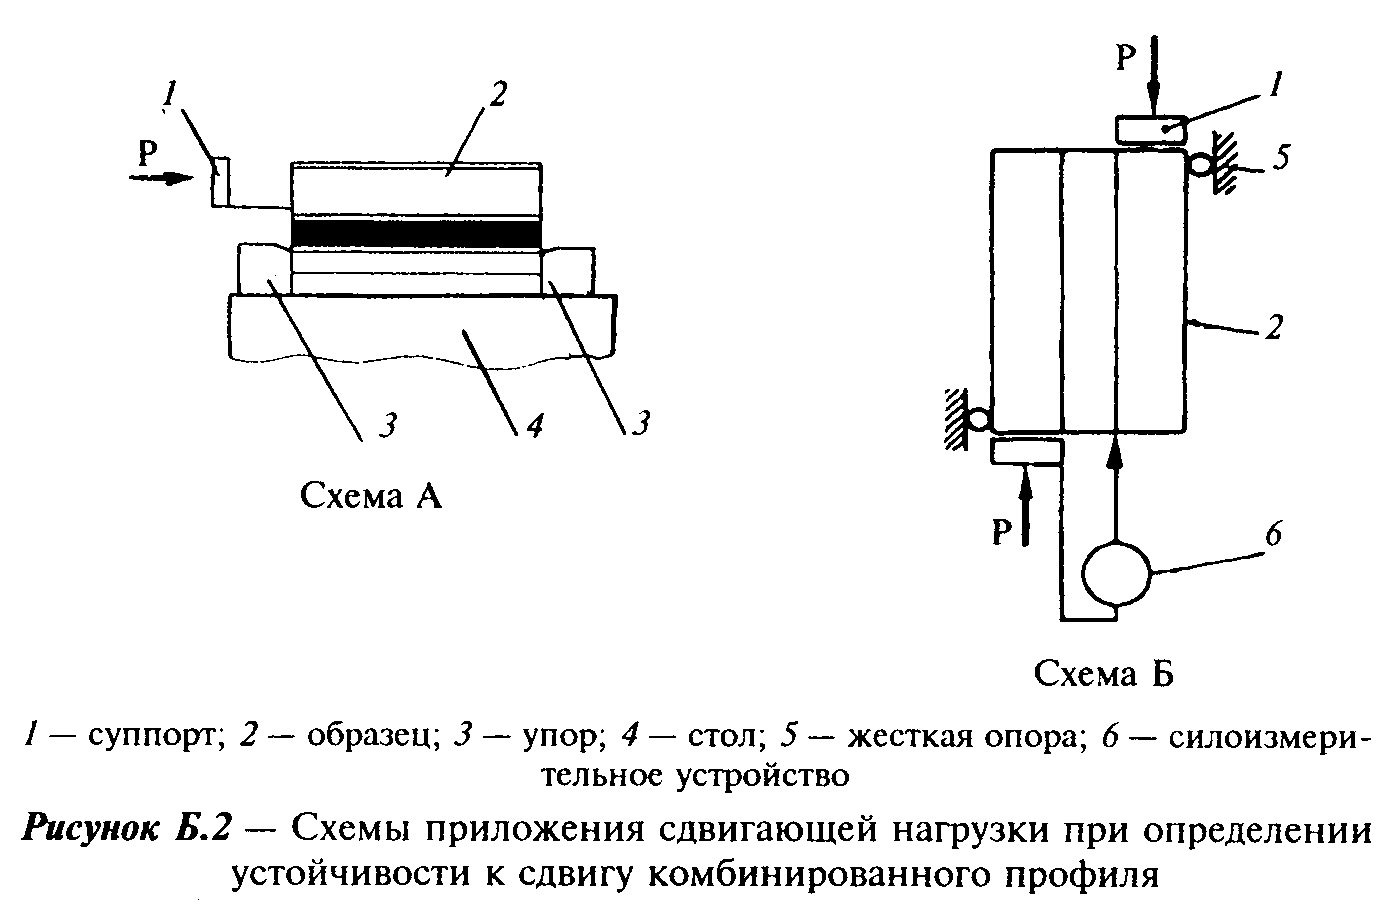 P
1
2
3
4
3
Схема А
P
1
5
2
P
6
Схема Б
1 — суппорт; 2 — образец; 3 — упор; 4 — стол; 5 — жесткая опора; 6 — силоизмери-
тельное устройство
Рисунок Б.2 — Схемы приложения сдвигающей нагрузки при определении
устойчивости к сдвигу комбинированного профиля